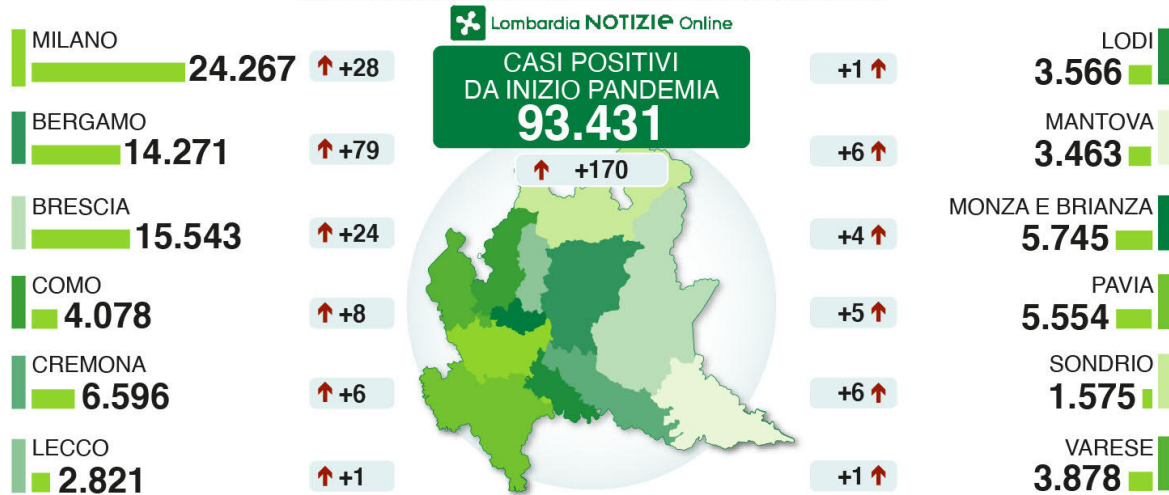 Lombardia NOTIZIE Online
CASI POSITIVI
DA INIZIO PANDEMIA
93.431
+170
MILANO
24.267
+28
BERGAMO
14.271
+79
BRESCIA
15.543
+24
COMO
4.078
+8
CREMONA
6.596
+6
LECCO
2.821
+1
LODI
+1
3.566
MANTOVA
+6
3.463
MONZA E BRIANZA
+4
5.745
PAVIA
+5
5.554
SONDRIO
+6
1.575
VARESE
+1
3.878